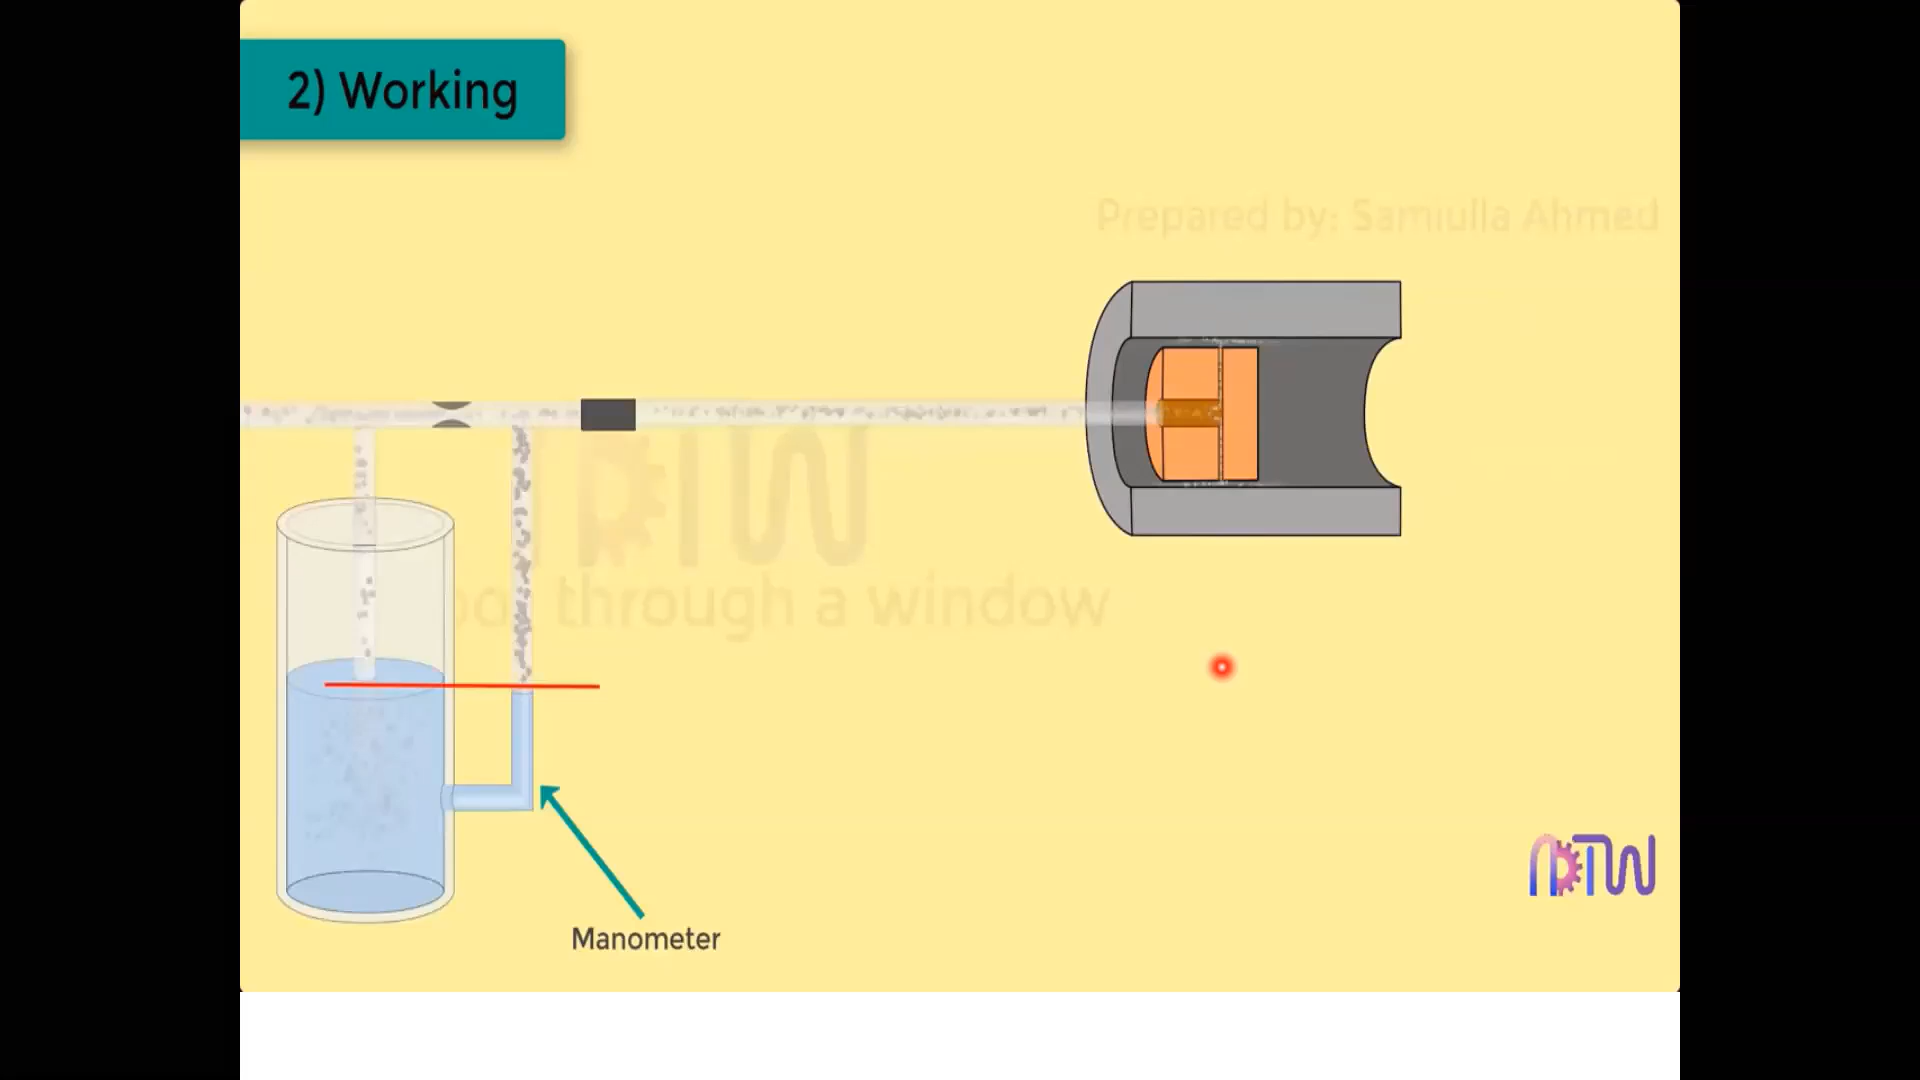 2) Working
Prepared by: Samiulla Ahmed
through a window
Manometer